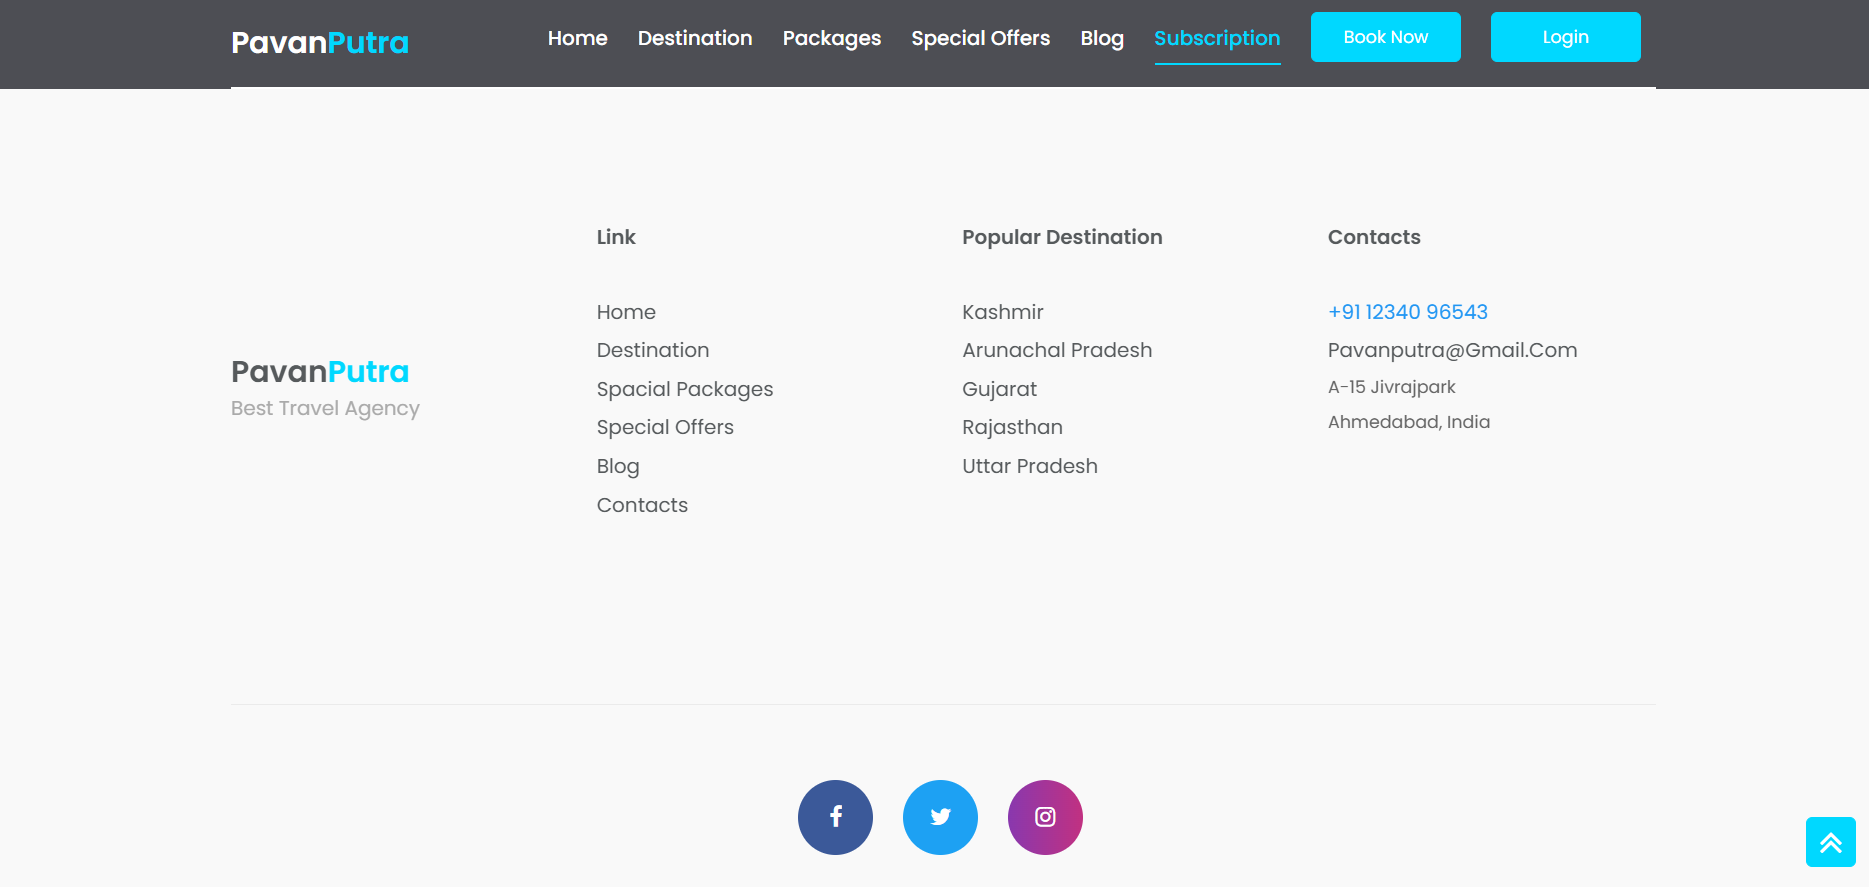 PavanPutra
Home
Destination
Packages
Special Offers
Blog
Subscription
Book Now
Login
PavanPutra
Best Travel Agency
Link
Home
Destination
Spacial Packages
Special Offers
Blog
Contacts
Popular Destination
Kashmir
Arunachal Pradesh
Gujarat
Rajasthan
Uttar Pradesh
Contacts
+91 12340 96543
Pavanputra@Gmail.Com
A-15 Jivrajpark
Ahmedabad, India